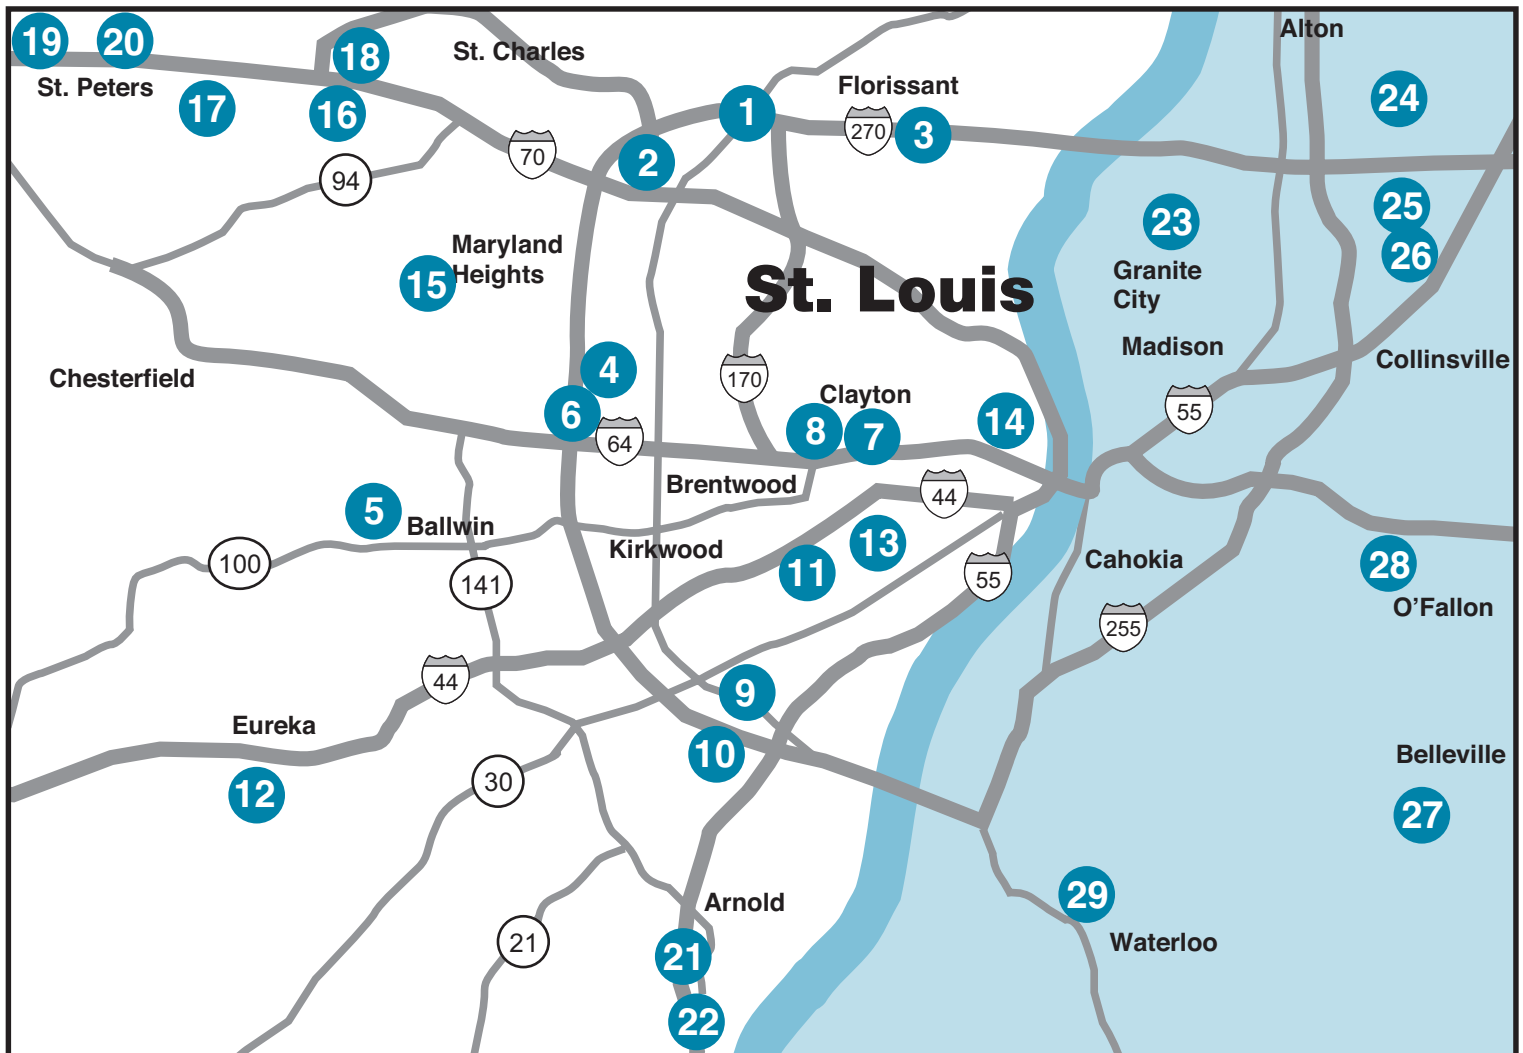 Alton
19
20
18
St. Charles
St. Peters
17
16
1
Florissant
270
3
24
70
2
94
25
23
26
Maryland
Heights
15
St. Louis
Granite
City
Madison
Collinsville
Chesterfield
4
170
Clayton
6
64
8
7
14
55
Brentwood
44
5
Ballwin
100
Kirkwood
13
11
141
55
Cahokia
28
O’Fallon
255
44
9
Eureka
10
Belleville
12
30
27
29
Arnold
21
Waterloo
21
22